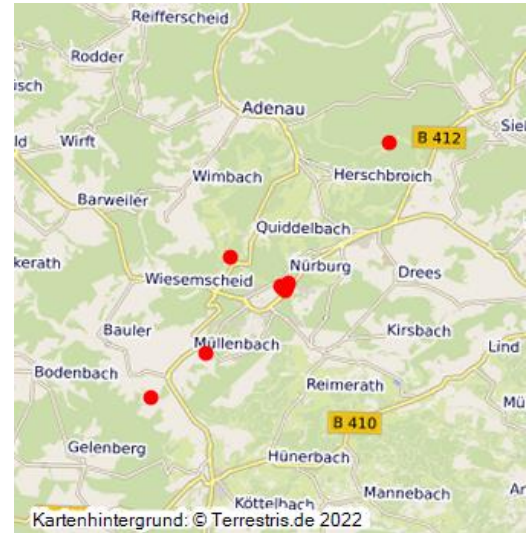 Reifferscheid
Rodder
isch
Adenau
Sie
B 412
ld
Wirft
Herschbroich
Wimbach
Barweiler
Quiddelbach
kerath
Nürburg
Drees
Wiesemscheid
Bauler
Kirsbach
Lind
Müllenbach
Bodenbach
Reimerath
Mü
B 410
Gelenberg
Hünerbach
An
Mannebach
Köttelbach
Kartenhintergrund: © Terrestris.de 2022